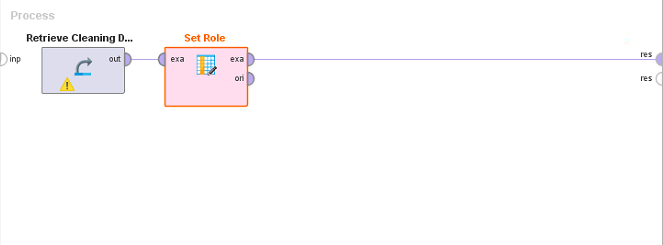 Process
Retrieve Cleaning D...
Set Role
inp
out
exa
exa
res
ori
res